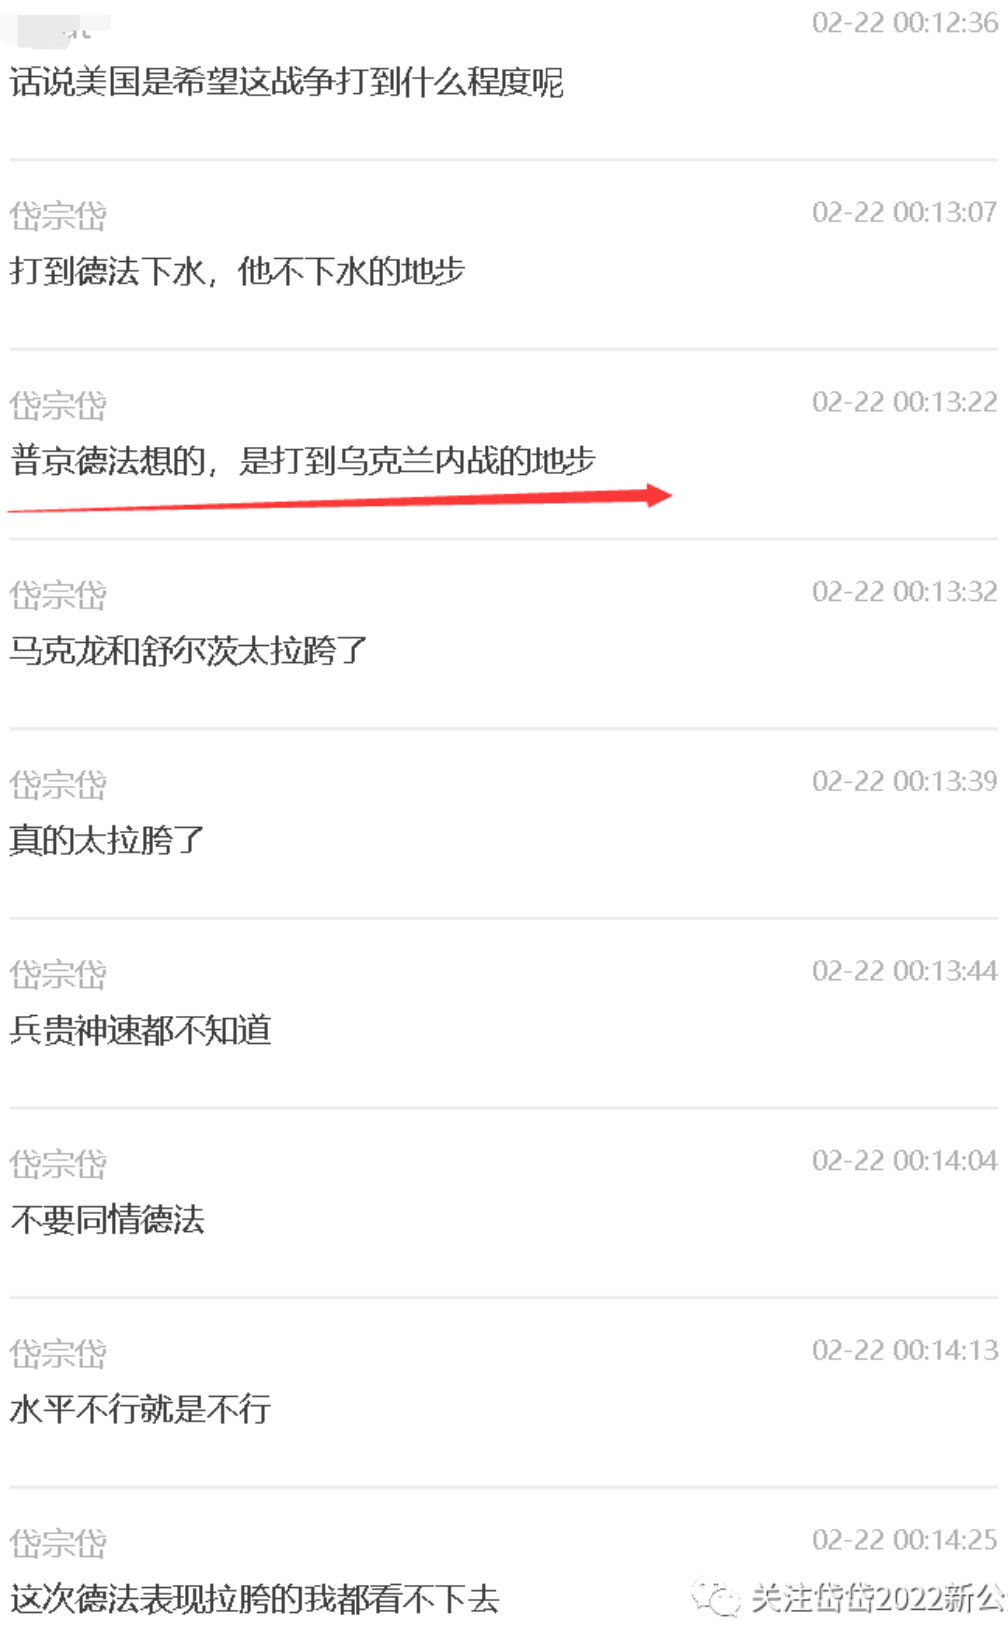 02-22 00:12:36
话说美国是希望这战争打到什么程度呢
岱宗岱 02-22 00:13:07
打到德法下水，他不下水的地步
岱宗岱 02-22 00:13:22
普京德法想的，是打到乌克兰内战的地步
岱宗岱 02-22 00:13:32
马克龙和舒尔茨太拉跨了
岱宗岱 02-22 00:13:39
真的太拉胯了
岱宗岱 02-22 00:13:44
兵贵神速都不知道
岱宗岱 02-22 00:14:04
不要同情德法
岱宗岱 02-22 00:14:13
水平不行就是不行
岱宗岱 02-22 00:14:25
这次德法表现拉胯的我都看不下去
关注岱岱2022新公